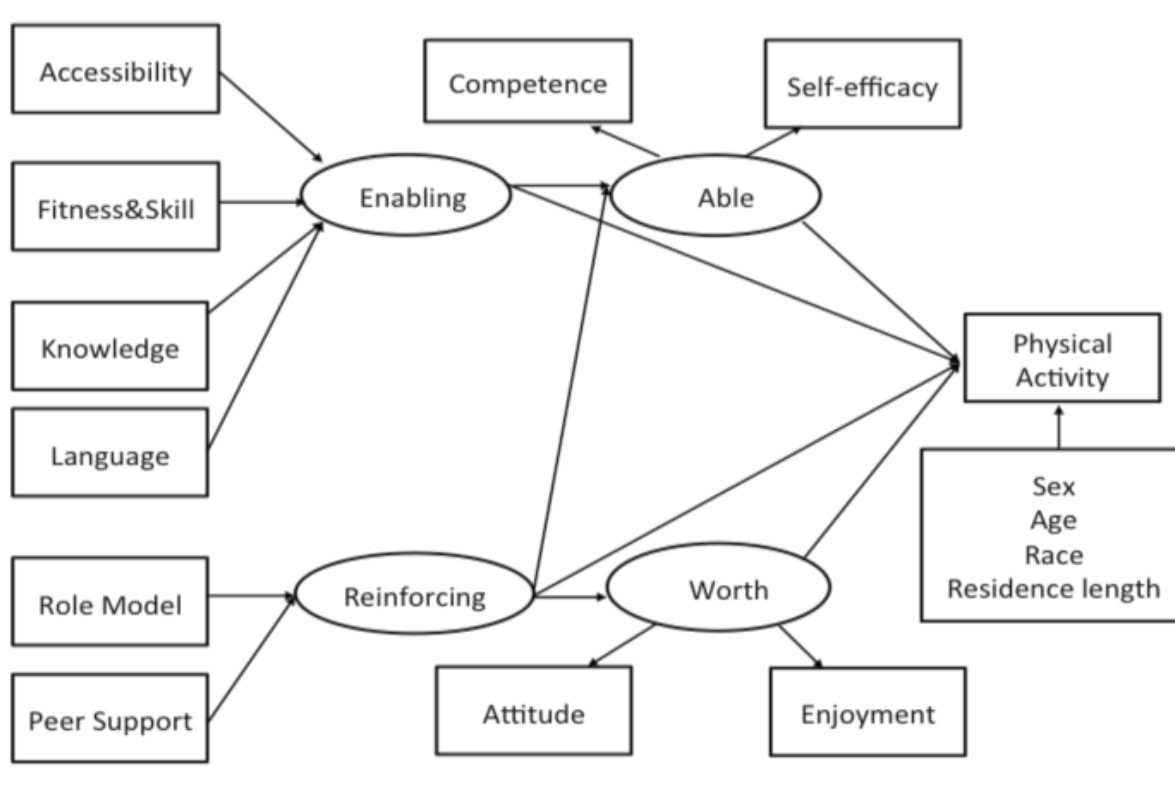 Accessibility
Competence
Self-efficacy
Fitness&Skill
Enabling
Able
Knowledge
Physical
Activity
Language
Sex
Age
Race
Residence length
Role Model
Reinforcing
Worth
Peer Support
Attitude
Enjoyment